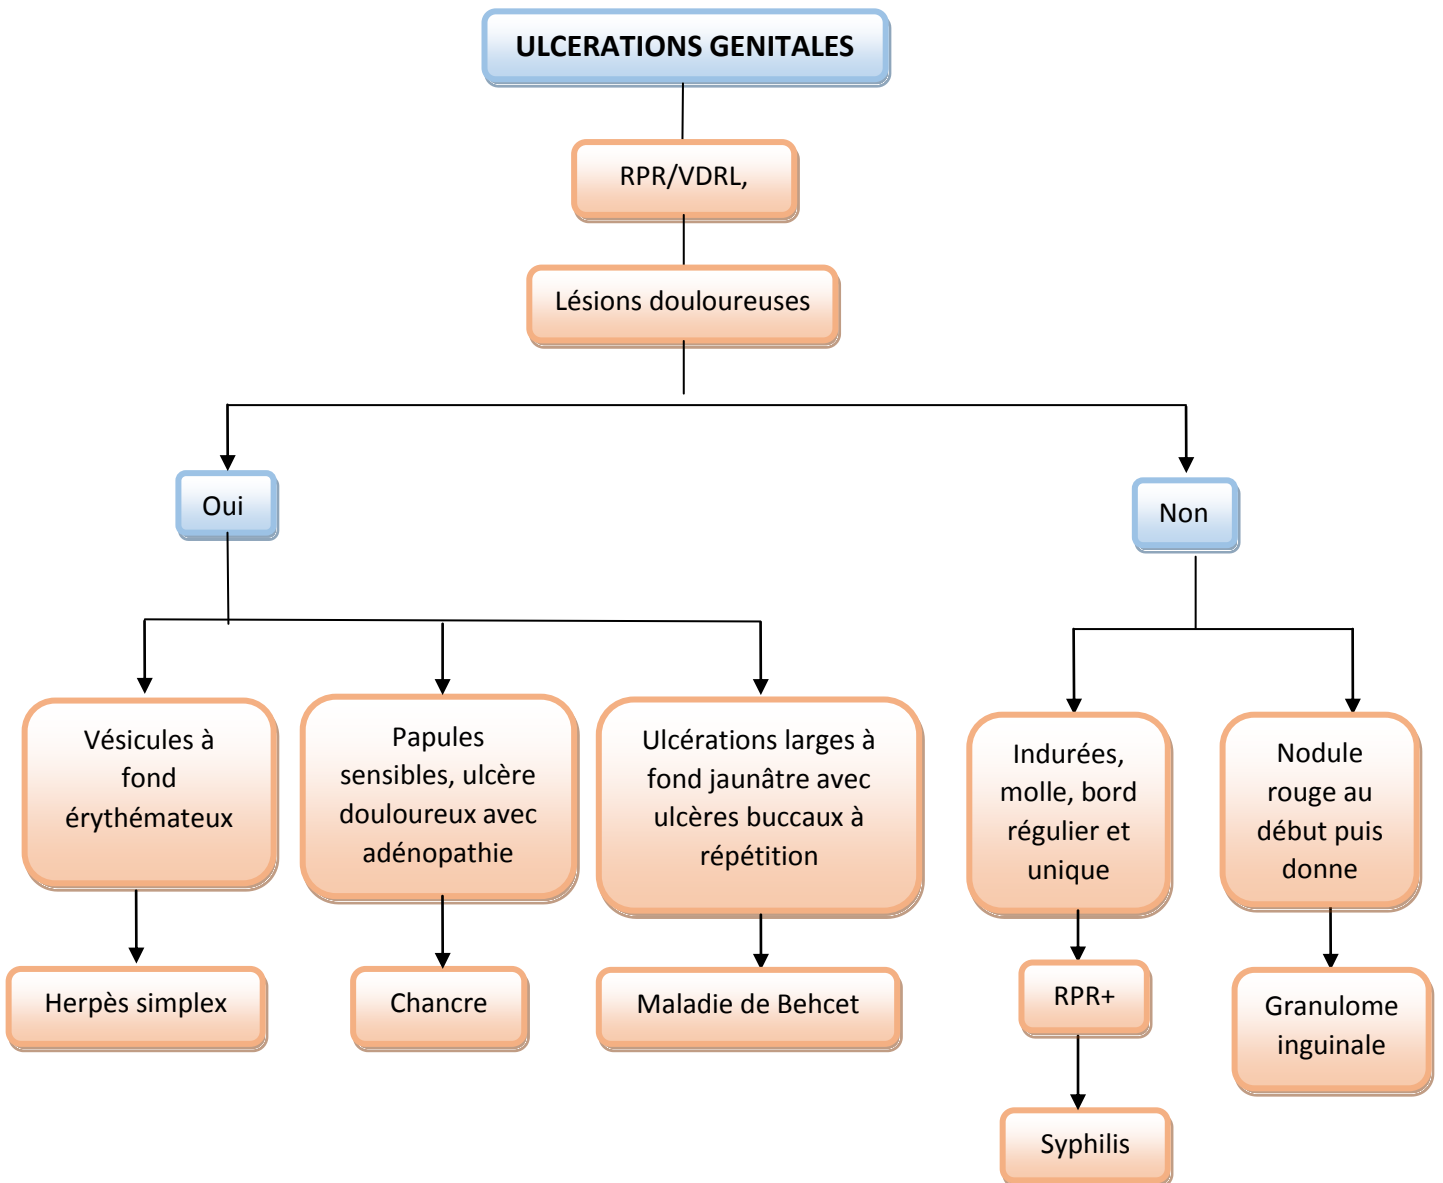 ULCERATIONS GENITALES
RPR/VDRL,
Lésions douloureuses
Oui
Non
Vésicules à
fond
érythémateux
Papules
sensibles, ulcère
douloureux avec
adénopathie
Ulcérations larges à
fond jaunâtre avec
ulcères buccaux à
répétition
Indurées,
molle, bord
régulier et
unique
Nodule
rouge au
début puis
donne
Herpès simplex
Chancre
Maladie de Behcet
RPR+
Granulome
inguinale
Syphilis